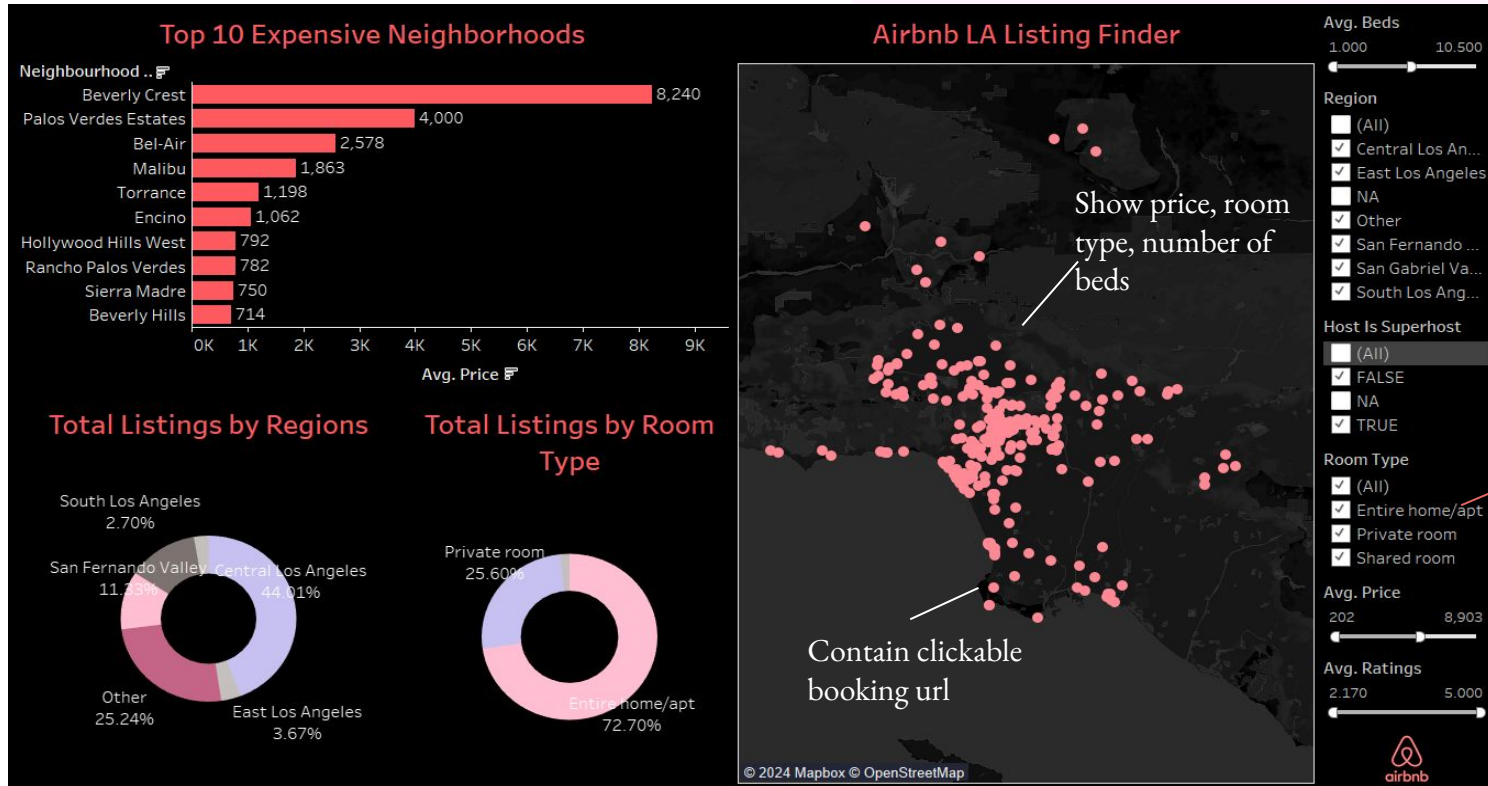 Top 10 Expensive Neighborhoods
Neighbourhood ..
Beverly Crest 8,240
Palos Verdes Estates 4,000
Bel-Air 2,578
Malibu 1,863
Torrance 1,198
Encino 1,062
Hollywood Hills West 792
Rancho Palos Verdes 782
Sierra Madre 750
Beverly Hills 714
0K 1K 2K 3K 4K 5K 6K 7K 8K 9K
Avg. Price
Total Listings by Regions
South Los Angeles
2.70%
San Fernando Valley
11.33%
Central Los Angeles
44.01%
Other
25.24%
East Los Angeles
3.67%
Total Listings by Room
Type
Private room
25.60%
Entire home/apt
72.70%
Airbnb LA Listing Finder
Show price, room
type, number of
beds
Contain clickable
booking url
© 2024 Mapbox © OpenStreetMap
Avg. Beds
1.000 10.500
Region
(All)
Central Los An...
East Los Angeles
NA
Other
San Fernando ...
San Gabriel Va...
South Los Ang...
Host Is Superhost
(All)
FALSE
NA
TRUE
Room Type
(All)
Entire home/apt
Private room
Shared room
Avg. Price
202 8,903
Avg. Ratings
2.170 5.000
airbnb